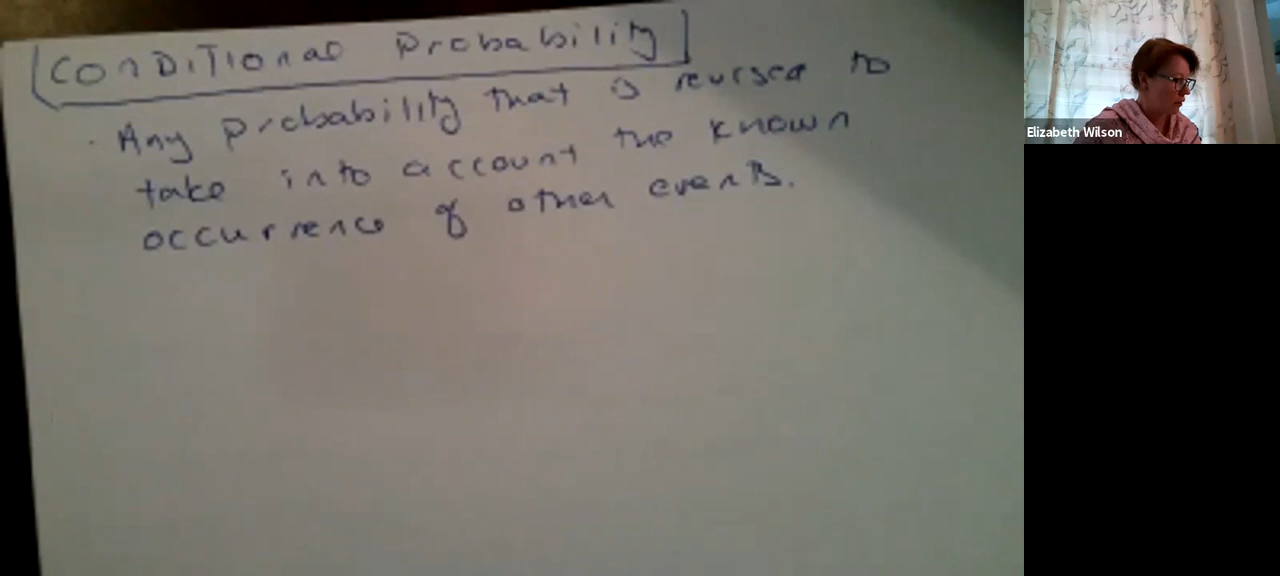 Conditional Probability
· Any probability that is revised to
take into account the known
occurrence of other events.
Elizabeth Wilson